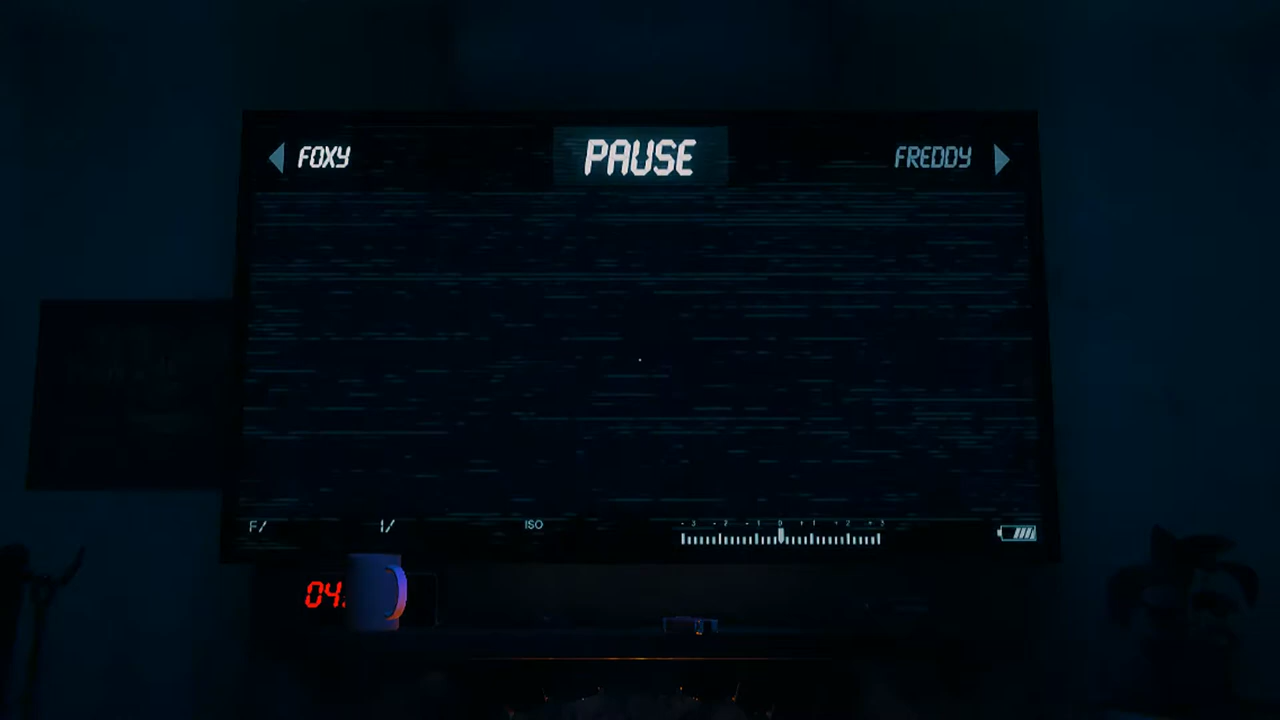 FOXY
PAUSE
FREDDY
F/
1/
ISO
-3 -2 -1 0 +1 +2 +3
04: